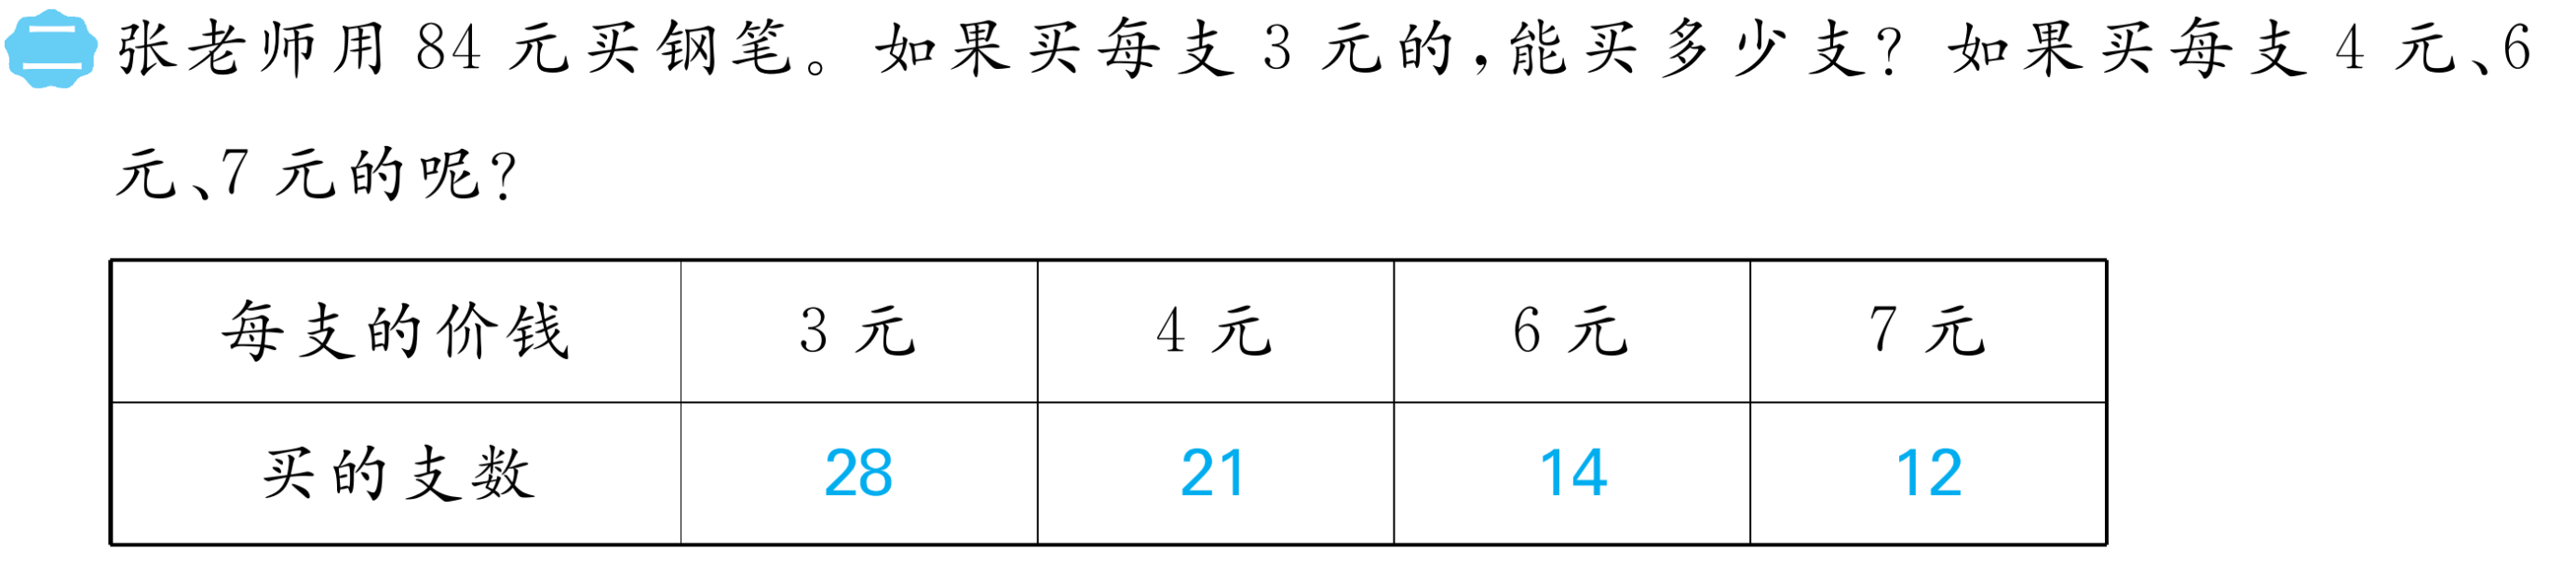 二 张老师用 84 元买钢笔。如果买每支 3 元的,能买多少支? 如果买每支 4 元、6
元、7 元的呢?
每支的价钱 3 元 4 元 6 元 7 元
买的支数 28 21 14 12